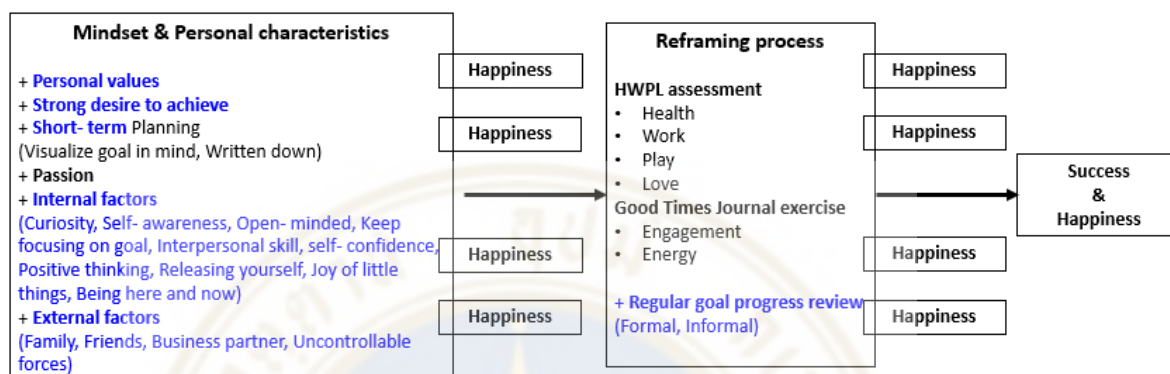 Mindset & Personal characteristics
+ Personal values
+ Strong desire to achieve
+ Short- term Planning
(Visualize goal in mind, Written down)
+ Passion
+ Internal factors
(Curiosity, Self- awareness, Open- minded, Keep
focusing on goal, Interpersonal skill, self- confidence,
Positive thinking, Releasing yourself, Joy of little
things, Being here and now)
+ External factors
(Family, Friends, Business partner, Uncontrollable
forces)
Happiness
Happiness
Happiness
Happiness
Reframing process
HWPL assessment
• Health
• Work
• Play
• Love
Good Times Journal exercise
• Engagement
• Energy
+ Regular goal progress review
(Formal, Informal)
Happiness
Happiness
Happiness
Happiness
Success
&
Happiness